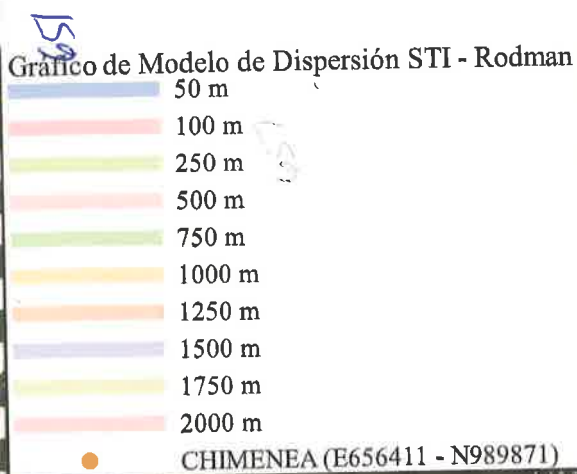 Gráfico de Modelo de Dispersión STI - Rodman
50 m
100 m
250 m
500 m
750 m
1000 m
1250 m
1500 m
1750 m
2000 m
CHIMENEA (E656411 - N989871)